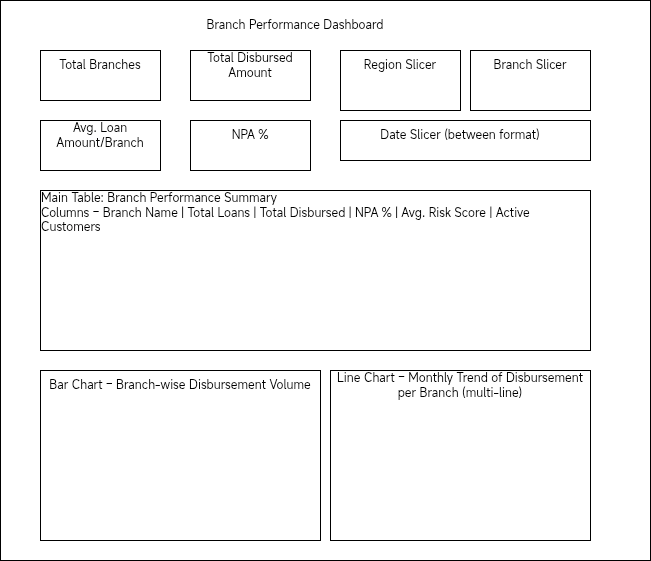 Branch Performance Dashboard
Total Branches
Total Disbursed
Amount
Region Slicer
Branch Slicer
Avg. Loan
Amount/Branch
NPA %
Date Slicer (between format)
Main Table: Branch Performance Summary
Columns – Branch Name | Total Loans | Total Disbursed | NPA % | Avg. Risk Score | Active
Customers
Bar Chart – Branch-wise Disbursement Volume
Line Chart – Monthly Trend of Disbursement
per Branch (multi-line)